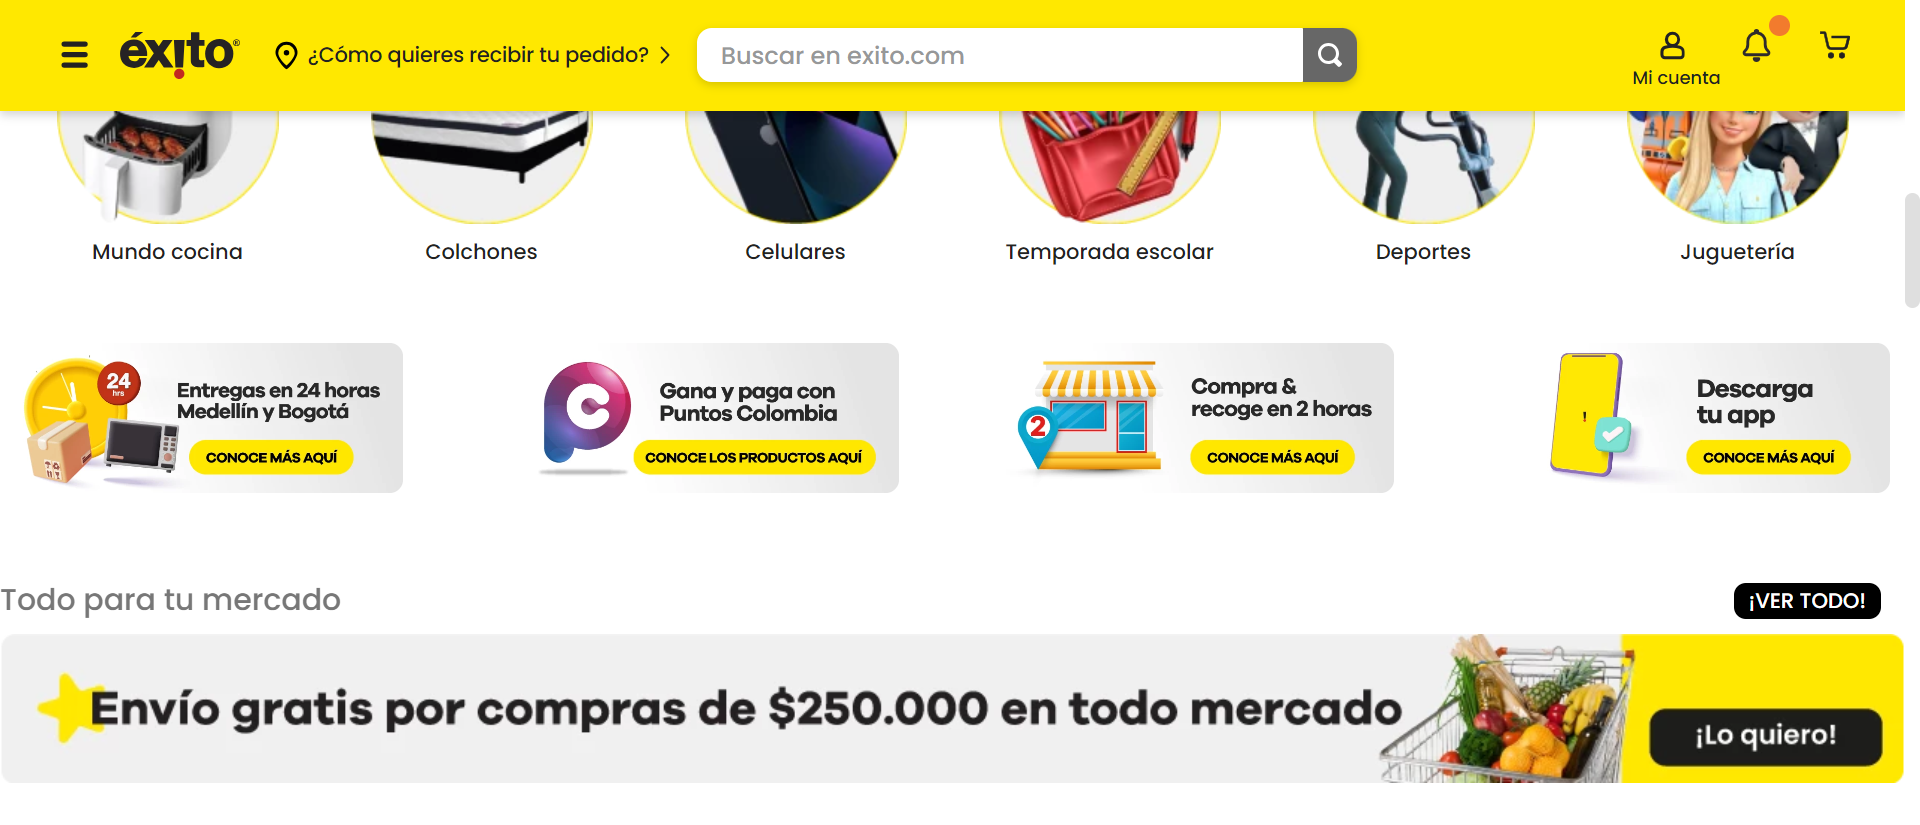 éxito®
¿Cómo quieres recibir tu pedido?
Buscar en exito.com
Mi cuenta
Mundo cocina
Colchones
Celulares
Temporada escolar
Deportes
Juguetería
24
hrs
Entregas en 24 horas
Medellín y Bogotá
CONOCE MÁS AQUÍ
Gana y paga con
Puntos Colombia
CONOCE LOS PRODUCTOS AQUÍ
2
Compra &
recoge en 2 horas
CONOCE MÁS AQUÍ
Descarga
tu app
CONOCE MÁS AQUÍ
Todo para tu mercado
¡VER TODO!
Envío gratis por compras de $250.000 en todo mercado
¡Lo quiero!